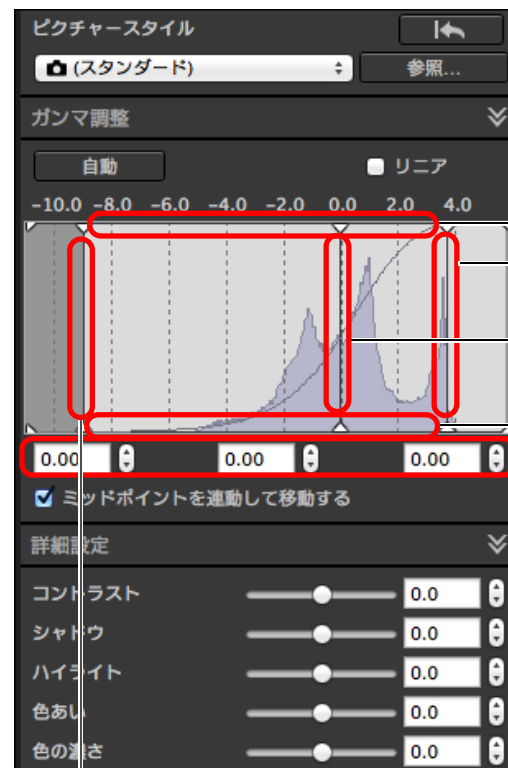 ピクチャースタイル
(スタンダード)
参照...
ガンマ調整
自動
リニア
-10.0 -8.0 -6.0 -4.0 -2.0 0.0 2.0 4.0
0.00 0.00 0.00
ミッドポイントを連動して移動する
詳細設定
コントラスト 0.0
シャドウ 0.0
ハイライト 0.0
色あい 0.0
色の濃さ 0.0